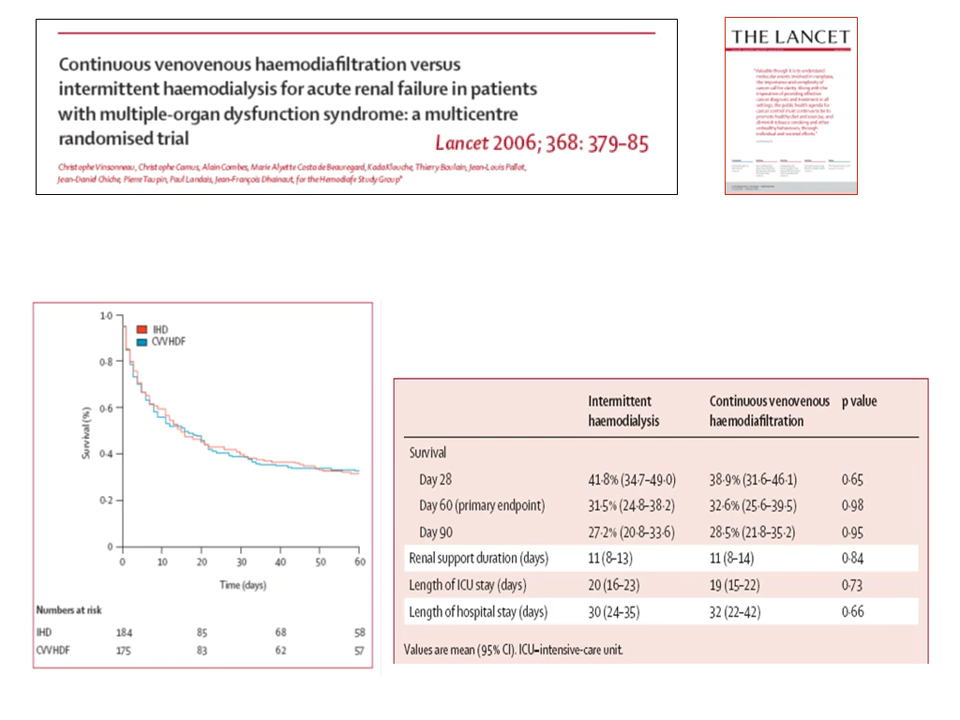 Continuous venovenous haemodiafiltration versus
intermittent haemodialysis for acute renal failure in patients
with multiple-organ dysfunction syndrome: a multicentre
randomised trial
Lancet 2006; 368: 379–85
Christophe Vinsonneau, Christophe Camus, Alain Combes, Marie Alyette Costa de Beauregard, Kada Klouche, Thierry Boulain, Jean-Louis Pallot,
Jean-Daniel Chiche, Pierre Taupin, Paul Landais, Jean-François Dhainaut, for the Hemodiafe Study Group*
THE LANCET
IHD
CVVHDF
Survival (%)
1·0
0·8
0·6
0·4
0·2
0
0 10 20 30 40 50 60
Time (days)
Numbers at risk
IHD 184 85 68 58
CVVHDF 175 83 62 57
Intermittent Continuous venovenous p value
haemodialysis haemodiafiltration
Survival
Day 28 41·8% (34·7–49·0) 38·9% (31·6–46·1) 0·65
Day 60 (primary endpoint) 31·5% (24·8–38·2) 32·6% (25·6–39·5) 0·98
Day 90 27·2% (20·8–33·6) 28·5% (21·8–35·2) 0·95
Renal support duration (days) 11 (8–13) 11 (8–14) 0·84
Length of ICU stay (days) 20 (16–23) 19 (15–22) 0·73
Length of hospital stay (days) 30 (24–35) 32 (22–42) 0·66
Values are mean (95% CI). ICU=intensive-care unit.